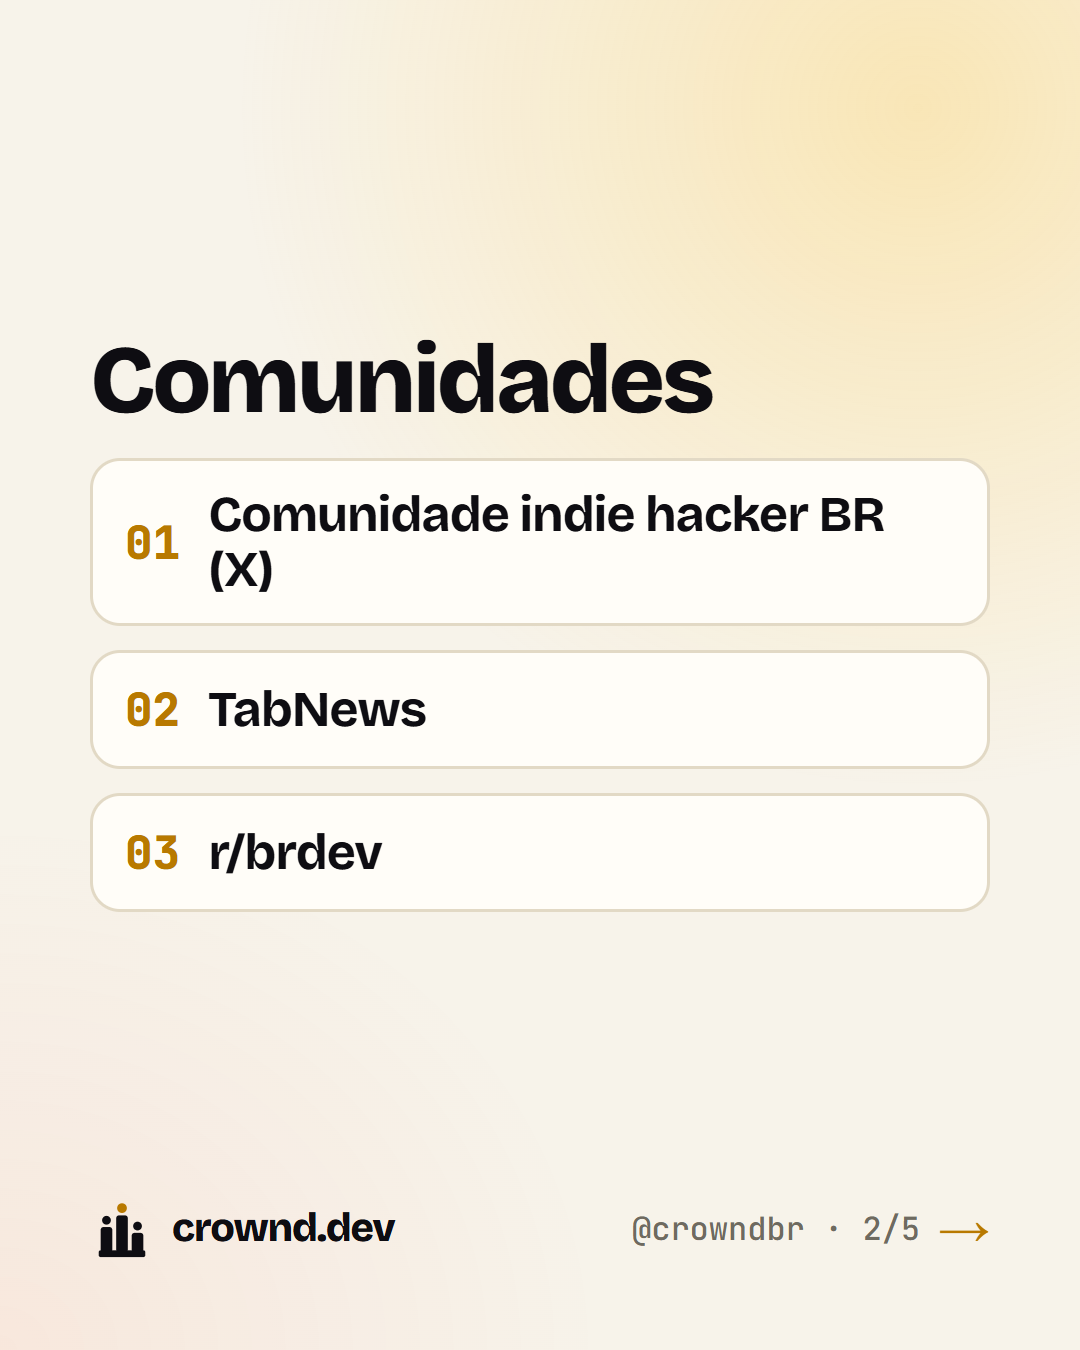 Comunidades
01 Comunidade indie hacker BR
(X)
02 TabNews
03 r/brdev
crownd.dev
@crowndbr · 2/5 →